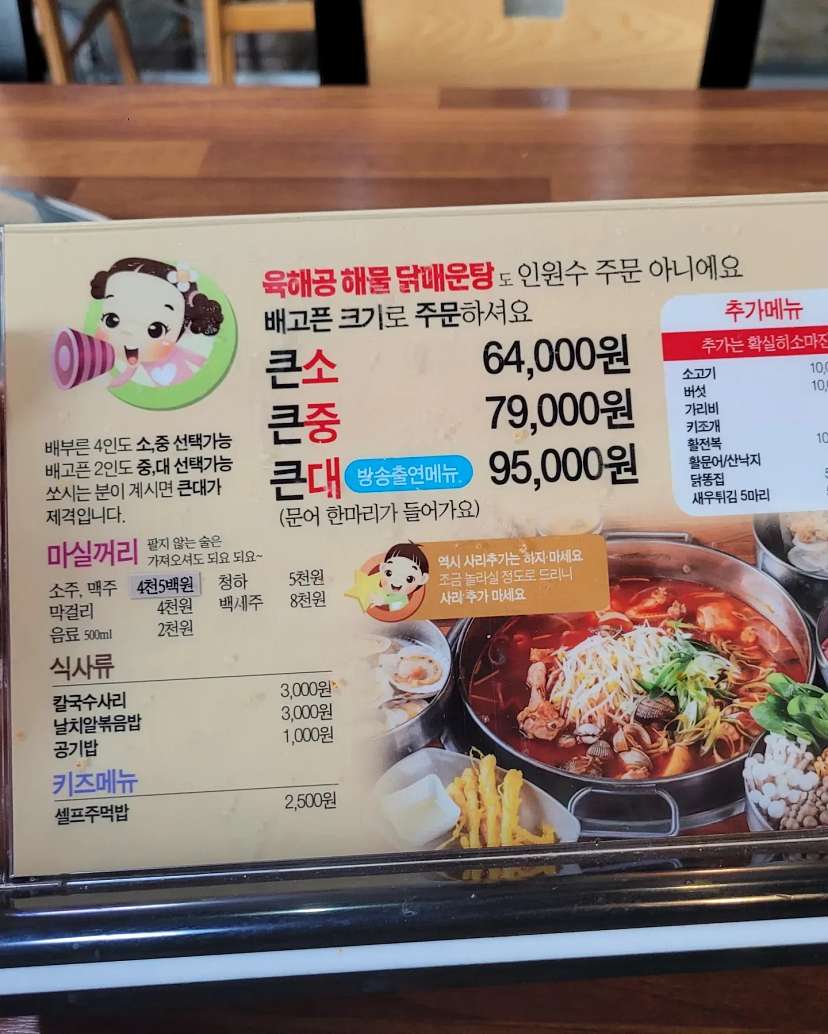 육해공 해물 닭매운탕 도 인원수 주문 아니에요
배고픈 크기로 주문하셔요
큰소 64,000원
큰중 79,000원
큰대 방송출연메뉴. 95,000원
(문어 한마리가 들어가요)
배부른 4인도 소,중 선택가능
배고픈 2인도 중,대 선택가능
쏘시는 분이 계시면 큰대가
제격입니다.
마실꺼리 팔지 않는 술은
가져오셔도 되요 되요~
소주, 맥주 4천5백원 청하 5천원
막걸리 4천원 백세주 8천원
음료 500ml 2천원
식사류
칼국수사리 3,000원
날치알볶음밥 3,000원
공기밥 1,000원
키즈메뉴
셀프주먹밥 2,500원
역시 사리추가는 하지 마세요
조금 놀라실 정도로 드리니
사리 추가 마세요
추가메뉴
추가는 확실히
소고기
버섯
가리비
키조개
활전복
활문어/산낙지
닭똥집
새우튀김 5마리